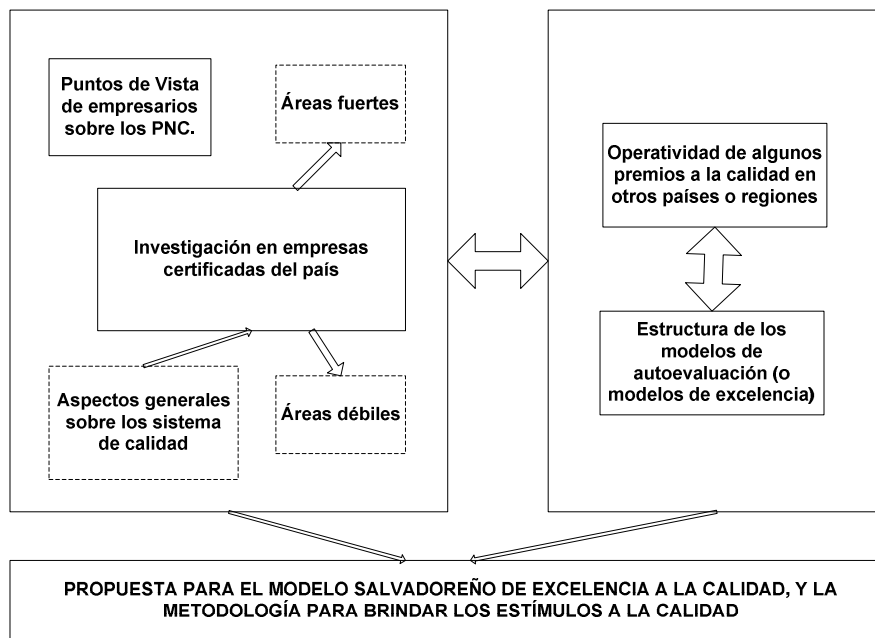 Puntos de Vista
de empresarios
sobre los PNC.
Áreas fuertes
Investigación en empresas
certificadas del país
Aspectos generales
sobre los sistema
de calidad
Áreas débiles
Operatividad de algunos
premios a la calidad en
otros países o regiones
Estructura de los
modelos de
autoevaluación (o
modelos de excelencia)
PROPUESTA PARA EL MODELO SALVADOREÑO DE EXCELENCIA A LA CALIDAD, Y LA
METODOLOGÍA PARA BRINDAR LOS ESTÍMULOS A LA CALIDAD